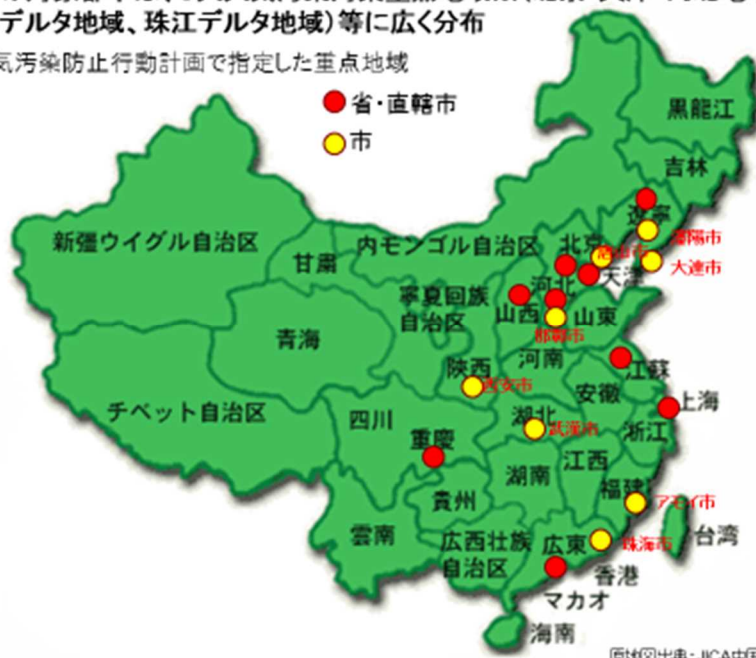 デルタ地域、珠江デルタ地域）等に広く分布
気汚染防止行動計画で指定した重点地域
省・直轄市
市
黒龍江
吉林
遼寧
瀋陽市
大連市
新疆ウイグル自治区
甘粛
内モンゴル自治区
北京
唐山市
天津
寧夏回族
自治区
河北
山西
山東
邯鄲市
青海
陝西
西安市
河南
江蘇
安徽
上海
チベット自治区
四川
重慶
湖北
武漢市
浙江
湖南
江西
福建
アモイ市
貴州
雲南
広西壮族
自治区
広東
珠海市
台湾
香港
マカオ
海南